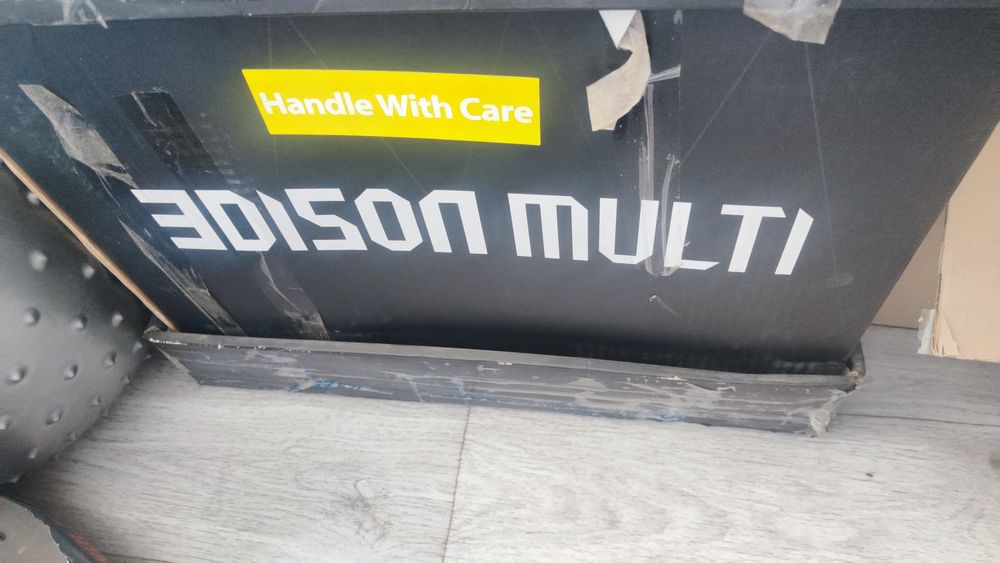 Handle With Care
3DISON MULTI